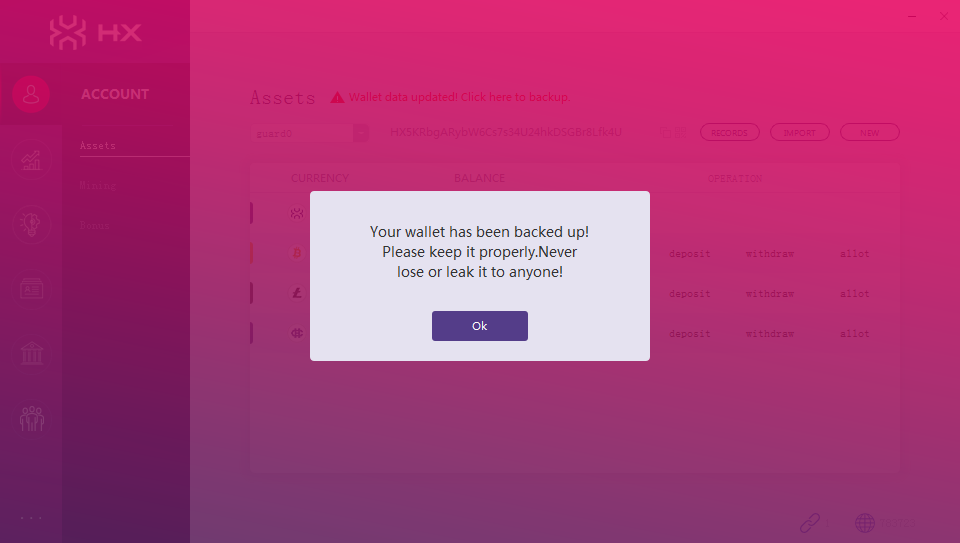 HX
ACCOUNT
Assets
Mining
Assets
Wallet data updated! Click here to backup.
guard0
RECORDS
IMPORT
NEW
CURRENCY
BALANCE
OPERATION
Your wallet has been backed up!
Please keep it properly.Never
lose or leak it to anyone!
Ok
deposit withdraw allot
deposit withdraw allot
deposit withdraw allot